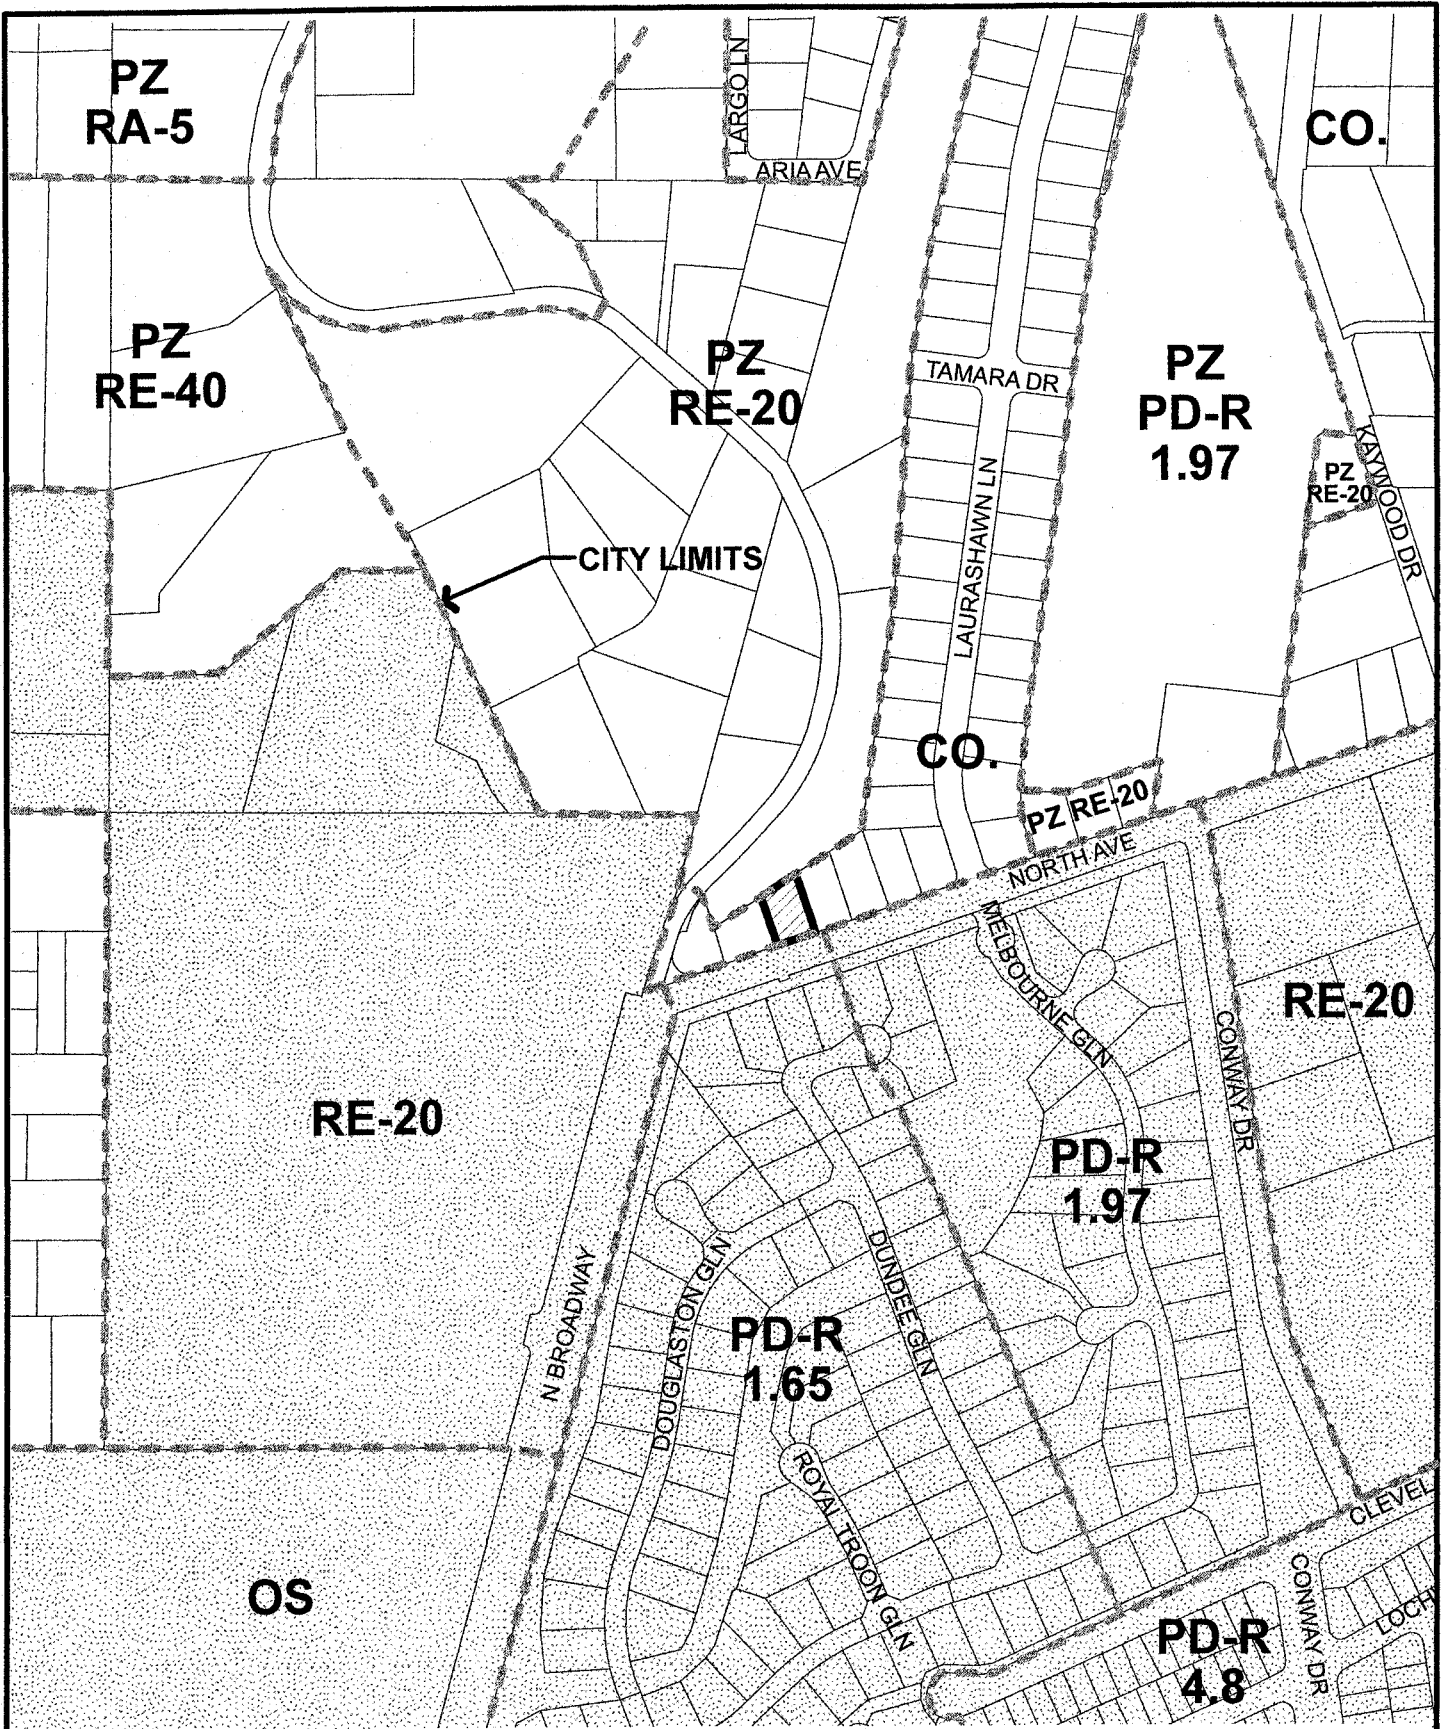 PZ
RA-5
LARGO LN
ARIA AVE
CO.
PZ
RE-40
PZ
RE-20
TAMARA DR
PZ
PD-R
1.97
PZ
RE-20
KAYWOOD DR
CITY LIMITS
LAURASHAWN LN
CO.
PZ RE-20
NORTH AVE
MELBOURNE GLN
RE-20
CONWAY DR
RE-20
PD-R
1.97
N BROADWAY
DOUGLASTON GLN
DUNDEE GLN
PD-R
1.65
ROYAL TROON GLN
CLEVEL
OS
CONWAY DR
LOCH
PD-R
4.8